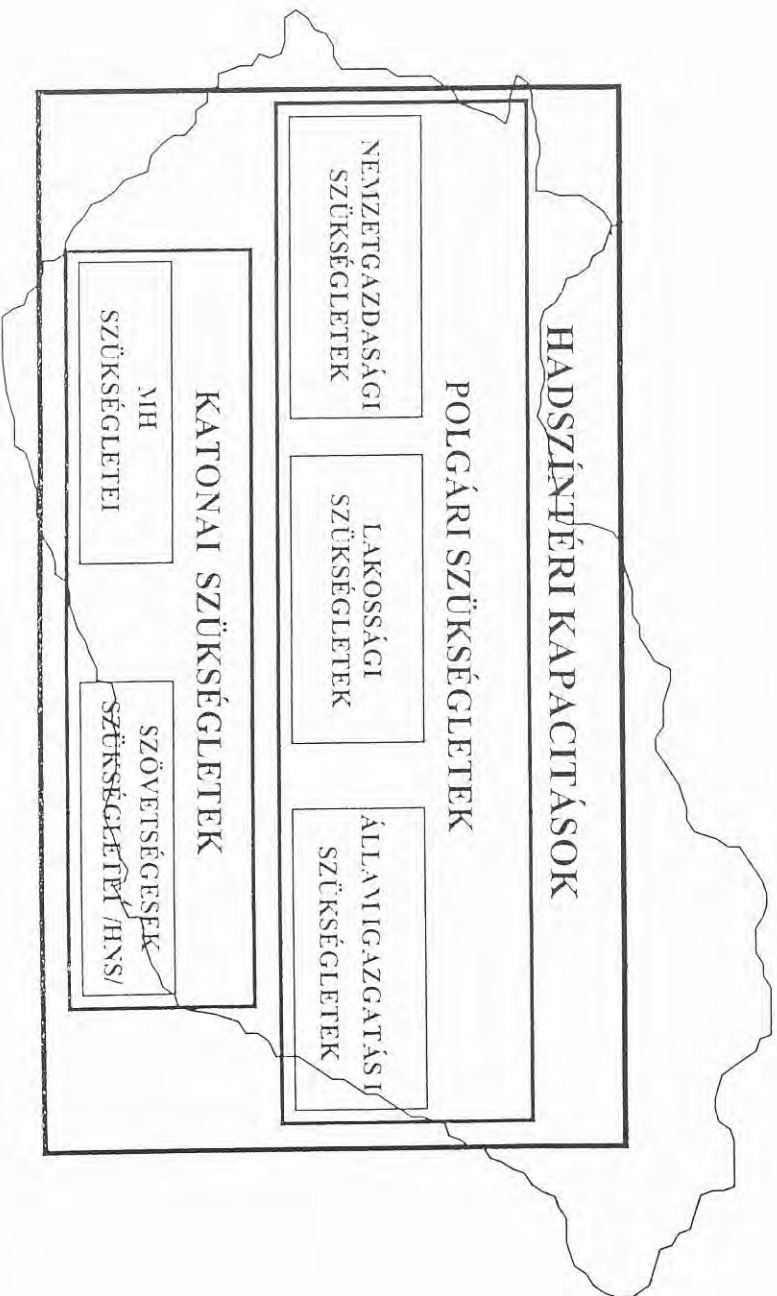 HADSZÍNTÉRI KAPACITÁSOK
POLGÁRI SZÜKSÉGLETEK
NEMZETGAZDASÁGI
SZÜKSÉGLETEK
LAKOSSÁGI
SZÜKSÉGLETEK
ÁLLAMIGAZGATÁSI
SZÜKSÉGLETEK
KATONAI SZÜKSÉGLETEK
MH
SZÜKSÉGLETEI
SZÖVETSÉGESEK
SZÜKSÉGLETEI /HNS/